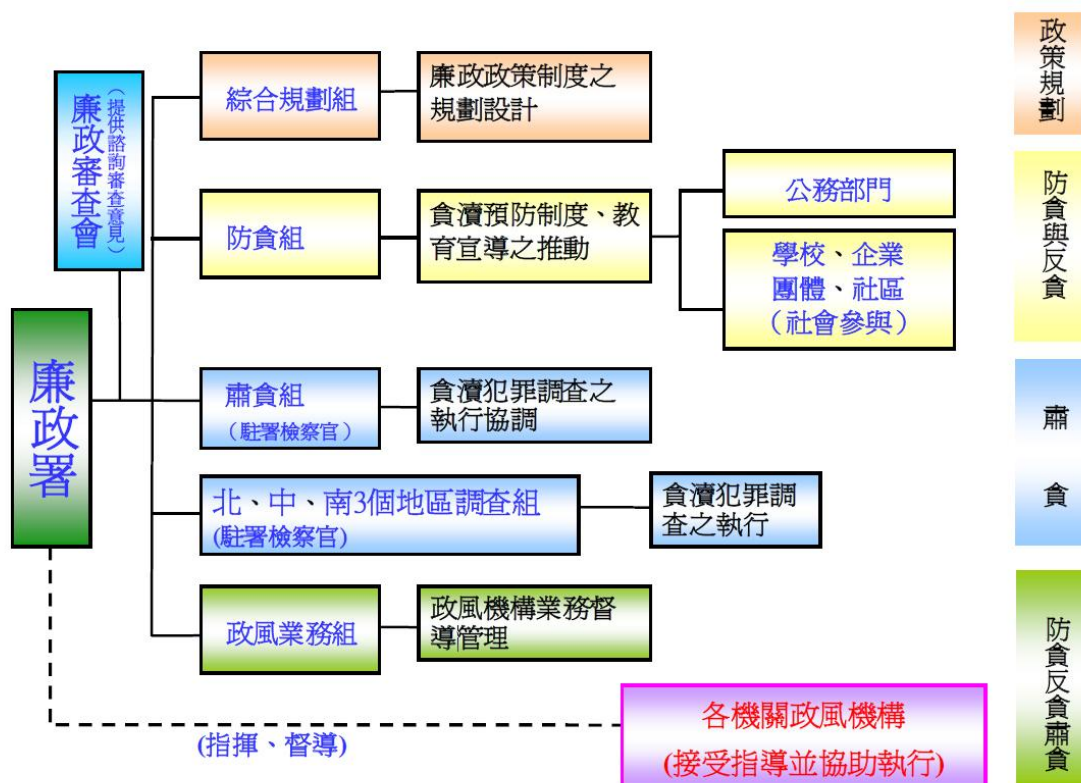 廉政署
廉政審查會
（提供諮詢審查意見）
綜合規劃組
廉政政策制度之
規劃設計
防貪組
貪瀆預防制度、教
育宣導之推動
公務部門
學校、企業
團體、社區
（社會參與）
肅貪組
（駐署檢察官）
貪瀆犯罪調查之
執行協調
北、中、南3個地區調查組
(駐署檢察官)
貪瀆犯罪調
查之執行
政風業務組
政風機構業務督
導管理
(指揮、督導)
各機關政風機構
(接受指導並協助執行)
政策規劃
防貪與反貪
肅貪
防貪反貪肅貪